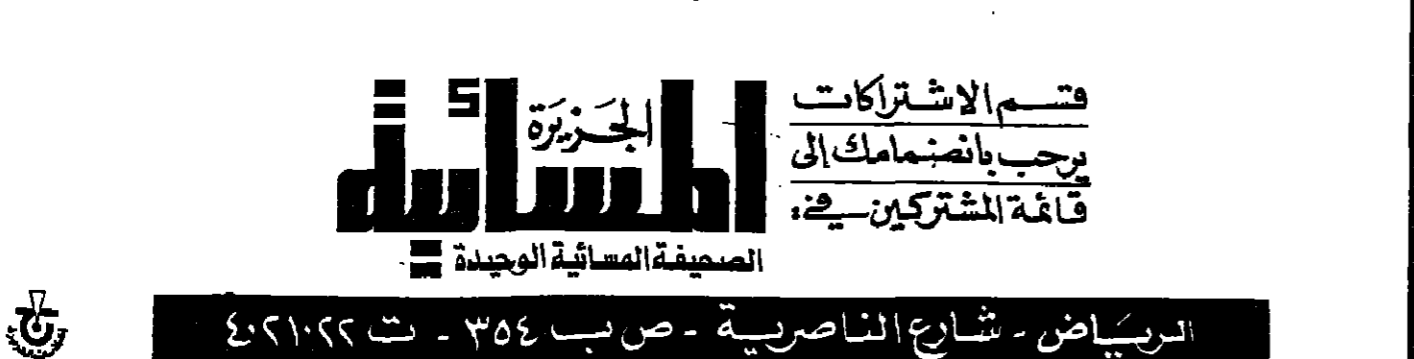 قسم الاشتراكات
يرحب بانضمامك إلى
قائمة المشتركين في:
الجزيرة
المسائية
الصحيفة المسائية الوحيدة
الرياض - شارع الناصرية - ص ب ٣٥٤ - ت ٤٠٢١٠٢٢